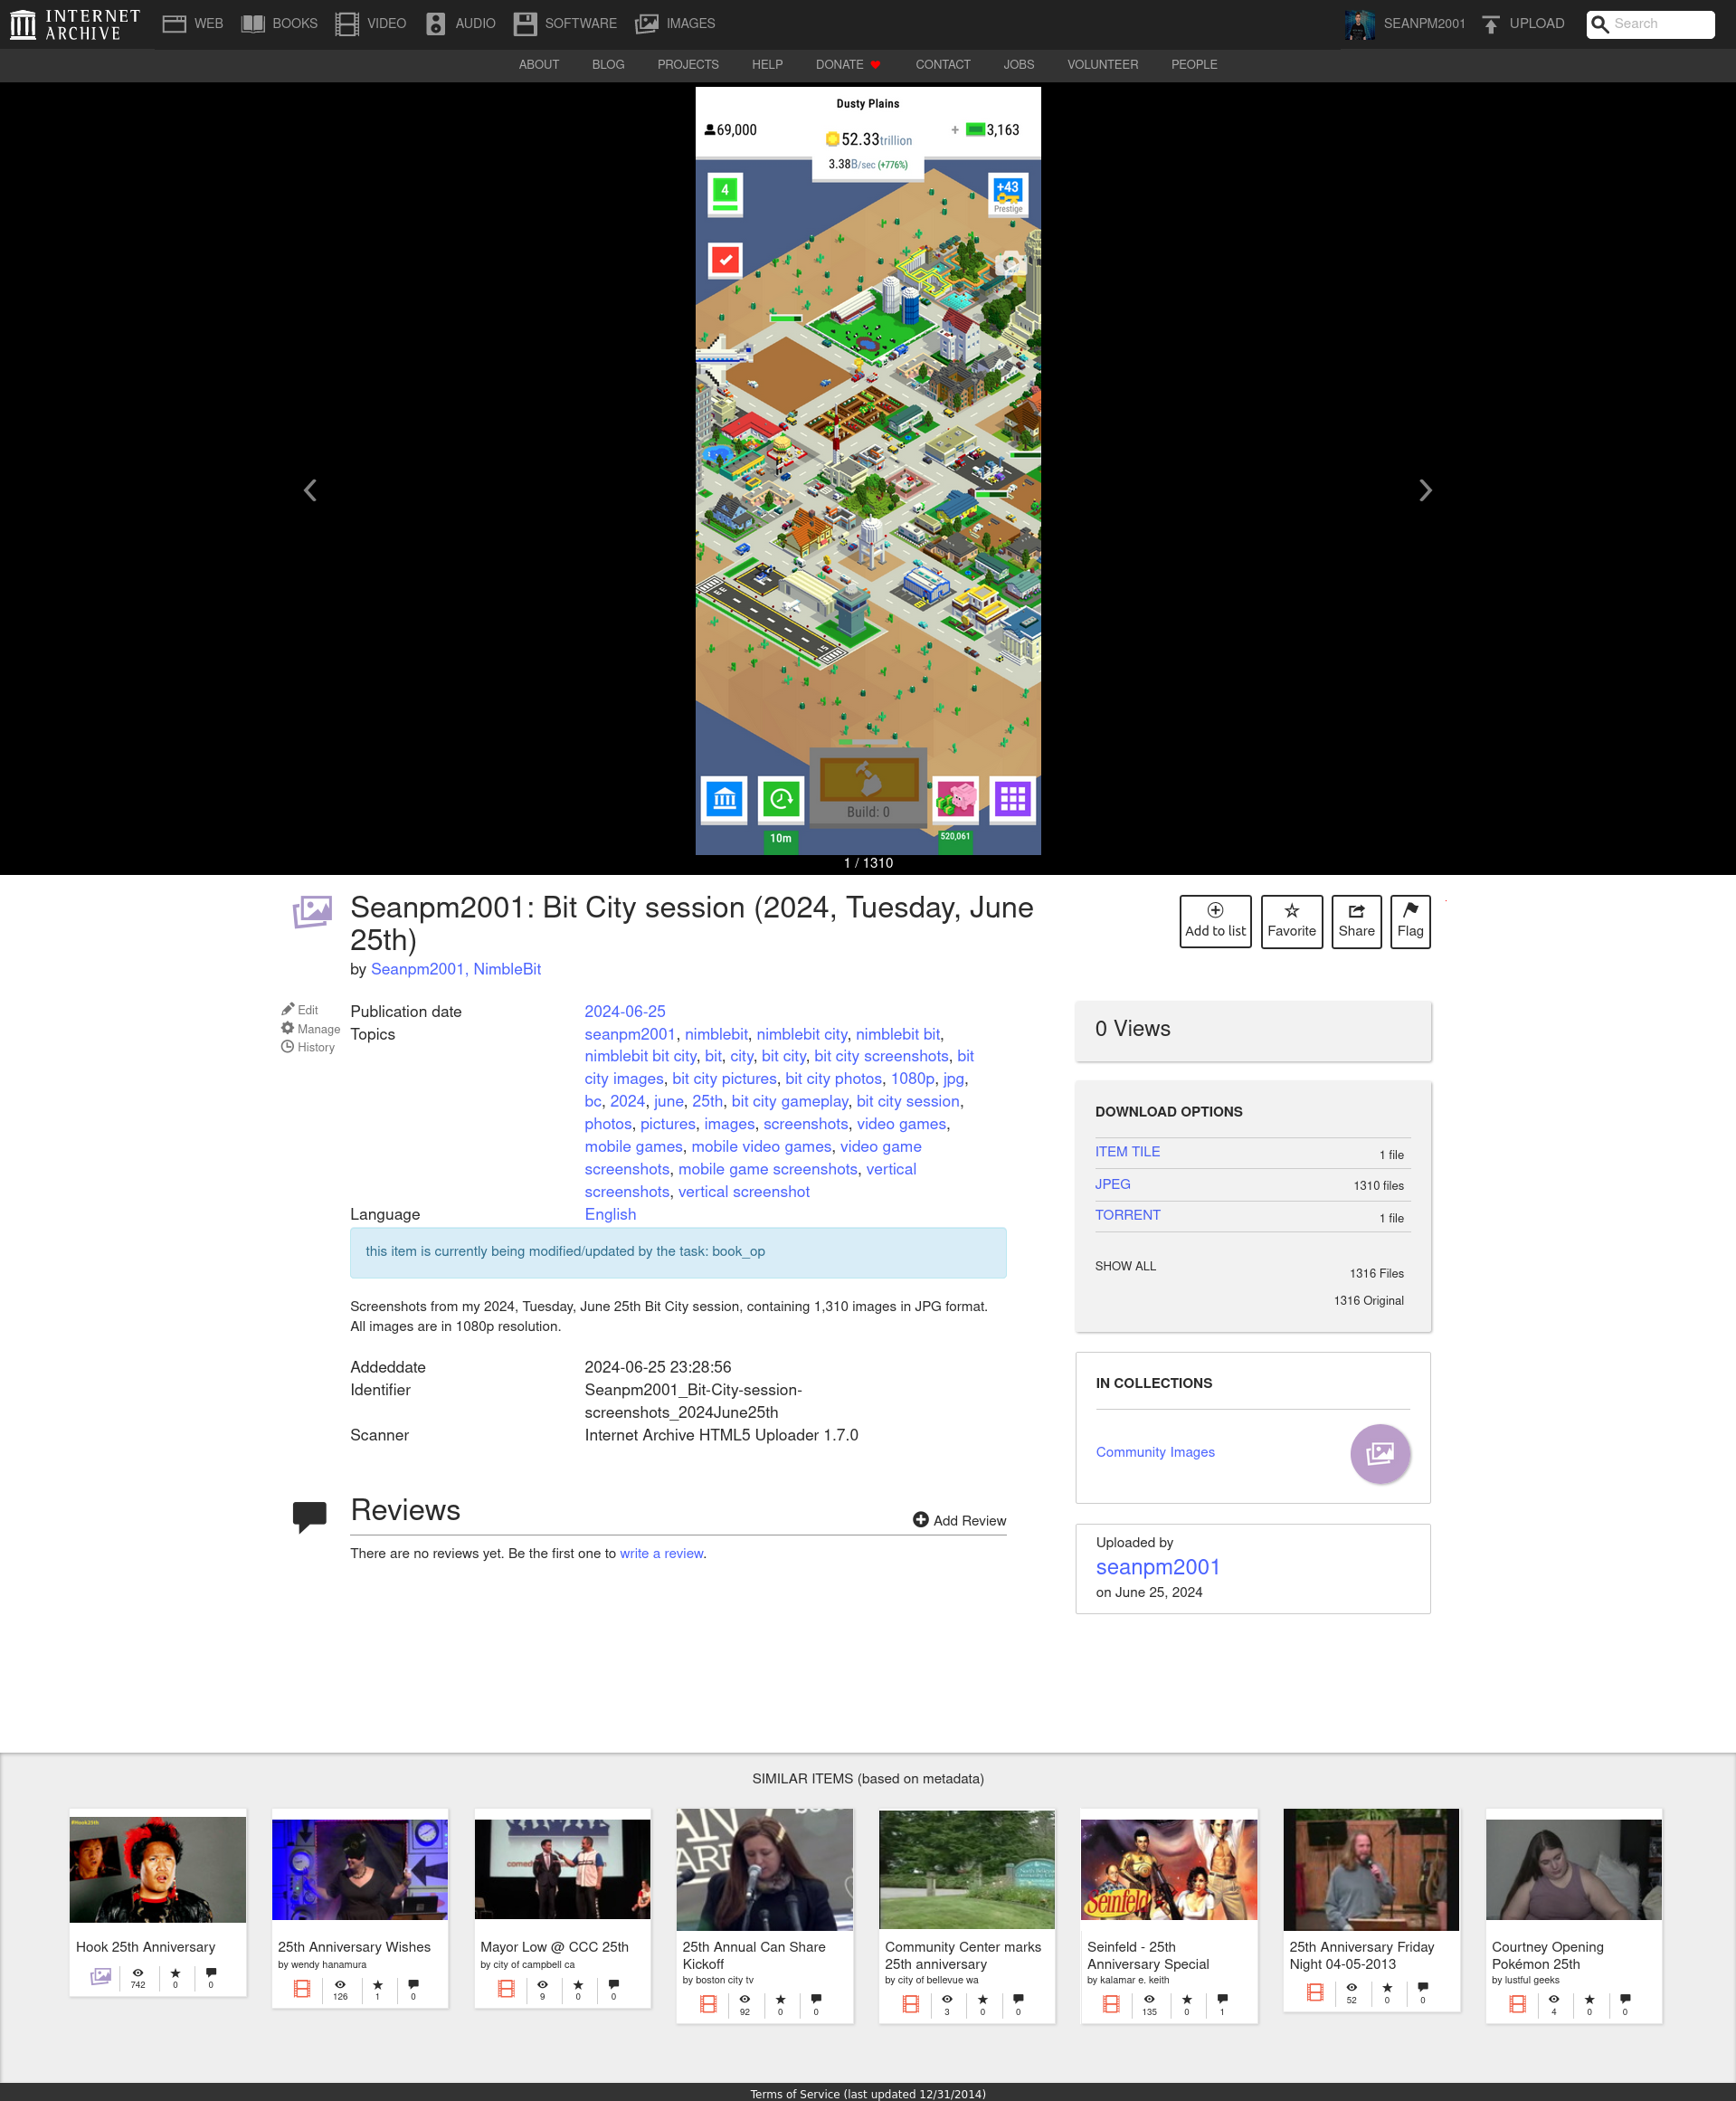 INTERNET ARCHIVE
WEB BOOKS VIDEO AUDIO SOFTWARE IMAGES SEANPM2001 UPLOAD Search
ABOUT BLOG PROJECTS HELP DONATE CONTACT JOBS VOLUNTEER PEOPLE
Dusty Plains
69,000
52.33trillion
+ 3,163
3.38B/sec (+776%)
4
+43
Prestige
H
33
15
Build: 0
10m
520,061
1 / 1310
Seanpm2001: Bit City session (2024, Tuesday, June
25th)
by Seanpm2001, NimbleBit
Add to list
Favorite
Share
Flag
Edit
Manage
History
Publication date 2024-06-25
Topics seanpm2001, nimblebit, nimblebit city, nimblebit bit,
nimblebit bit city, bit, city, bit city, bit city screenshots, bit
city images, bit city pictures, bit city photos, 1080p, jpg,
bc, 2024, june, 25th, bit city gameplay, bit city session,
photos, pictures, images, screenshots, video games,
mobile games, mobile video games, video game
screenshots, mobile game screenshots, vertical
screenshots, vertical screenshot
Language English
this item is currently being modified/updated by the task: book_op
Screenshots from my 2024, Tuesday, June 25th Bit City session, containing 1,310 images in JPG format.
All images are in 1080p resolution.
Addeddate 2024-06-25 23:28:56
Identifier Seanpm2001_Bit-City-session-
screenshots_2024June25th
Scanner Internet Archive HTML5 Uploader 1.7.0
Reviews
Add Review
There are no reviews yet. Be the first one to write a review.
0 Views
DOWNLOAD OPTIONS
ITEM TILE 1 file
JPEG 1310 files
TORRENT 1 file
SHOW ALL 1316 Files
1316 Original
IN COLLECTIONS
Community Images
Uploaded by
seanpm2001
on June 25, 2024
SIMILAR ITEMS (based on metadata)
#Hook25th
Hook 25th Anniversary
742 0 0
25th Anniversary Wishes
by wendy hanamura
126 1 0
Mayor Low @ CCC 25th
by city of campbell ca
9 0 0
25th Annual Can Share
Kickoff
by boston city tv
92 0 0
Community Center marks
25th anniversary
by city of bellevue wa
3 0 0
Seinfeld
Seinfeld - 25th
Anniversary Special
by kalamar e. keith
135 0 1
25th Anniversary Friday
Night 04-05-2013
52 0 0
Courtney Opening
Pokémon 25th
by lustful geeks
4 0 0
Terms of Service (last updated 12/31/2014)